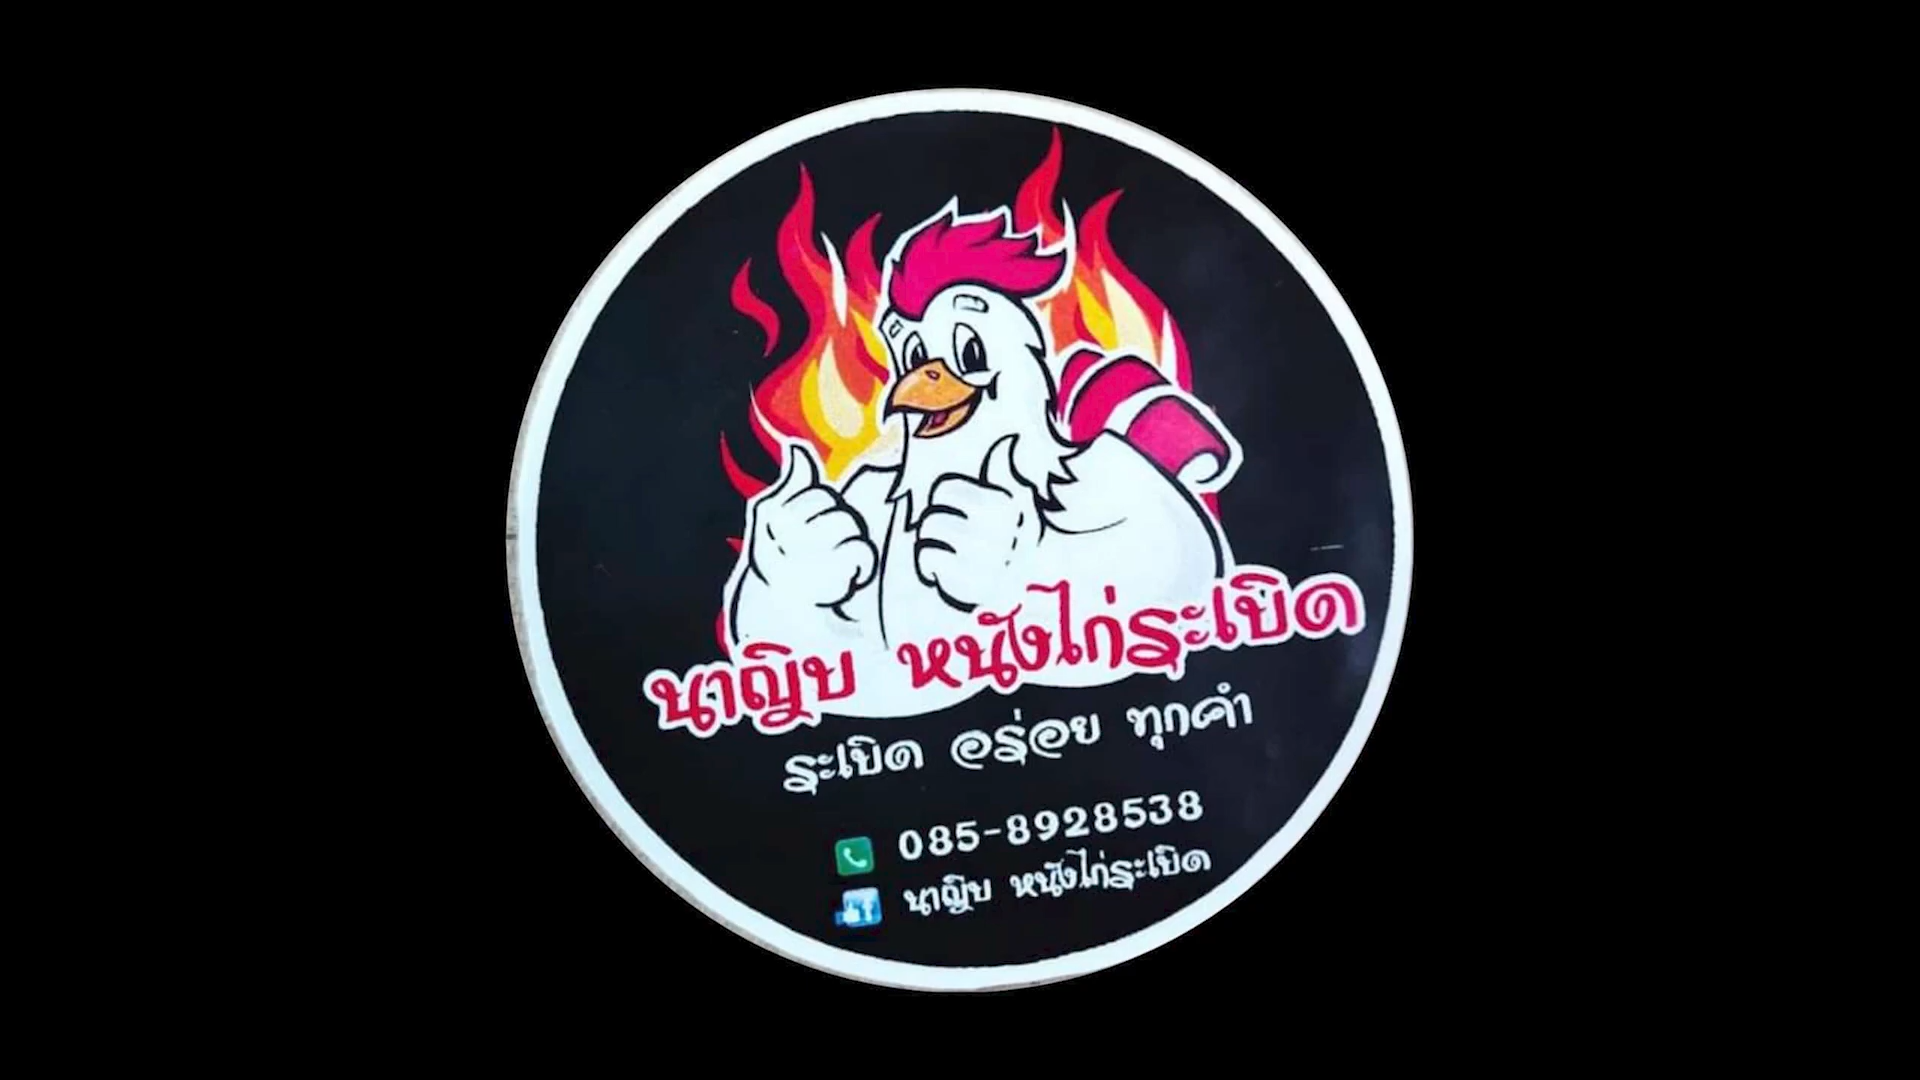 นาญิบ หนังไก่ระเบิด
ระเบิด อร่อย ทุกคำ
085-8928538
นาญิบ หนังไก่ระเบิด